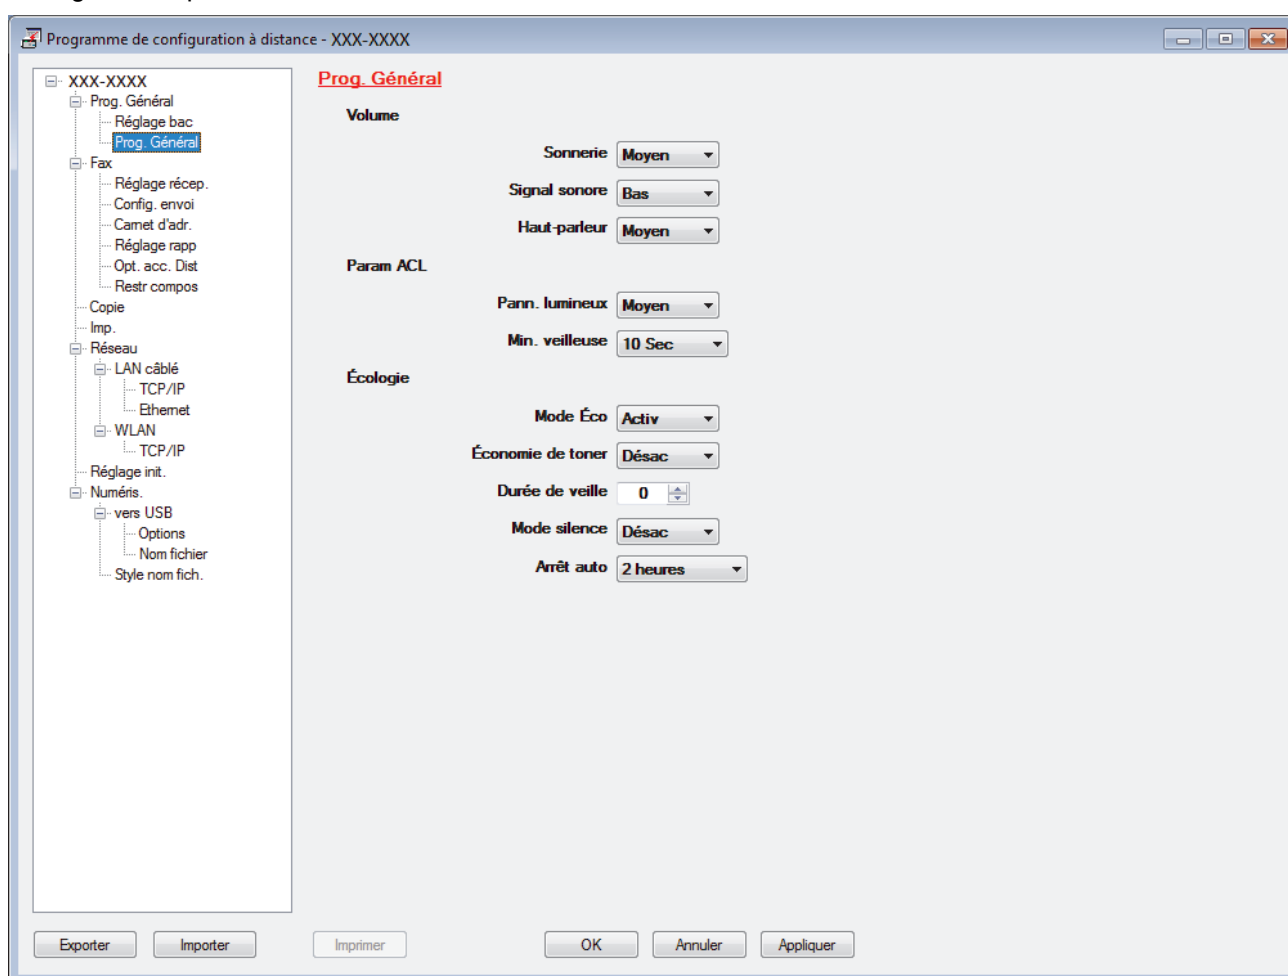 Programme de configuration à distance - XXX-XXXX
XXX-XXXX
Prog. Général
Réglage bac
Prog. Général
Fax
Réglage récep.
Config. envoi
Carnet d'adr.
Réglage rapp
Opt. acc. Dist
Restr compos
Copie
Imp.
Réseau
LAN câblé
TCP/IP
Ethernet
WLAN
TCP/IP
Réglage init.
Numéris.
vers USB
Options
Nom fichier
Style nom fich.
Prog. Général
Volume
Sonnerie Moyen
Signal sonore Bas
Haut-parleur Moyen
Param ACL
Pann. lumineux Moyen
Min. veilleuse 10 Sec
Écologie
Mode Éco Activ
Économie de toner Désac
Durée de veille 0
Mode silence Désac
Arrêt auto 2 heures
Exporter Importer Imprimer OK Annuler Appliquer